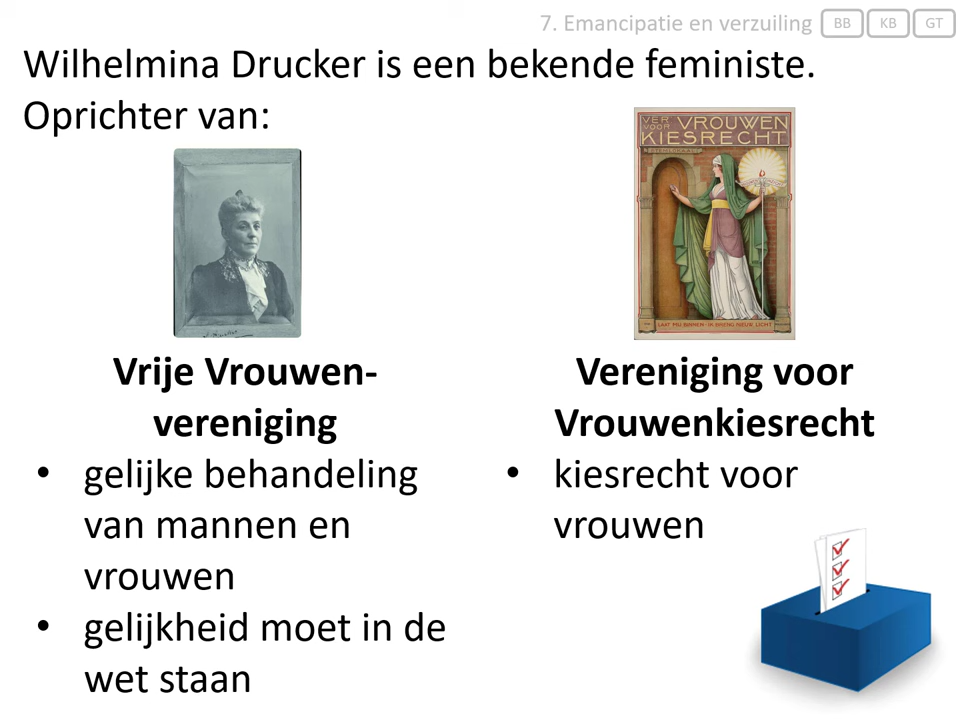 7. Emancipatie en verzuiling BB KB GT
Wilhelmina Drucker is een bekende feministe.
Oprichter van:
VER VROUWEN
VOOR
KIESRECHT
LAAT MIJ BINNEN - IK BRENG NIEUW LICHT
Vrije Vrouwen-
vereniging
• gelijke behandeling
van mannen en
vrouwen
• gelijkheid moet in de
wet staan
Vereniging voor
Vrouwenkiesrecht
• kiesrecht voor
vrouwen